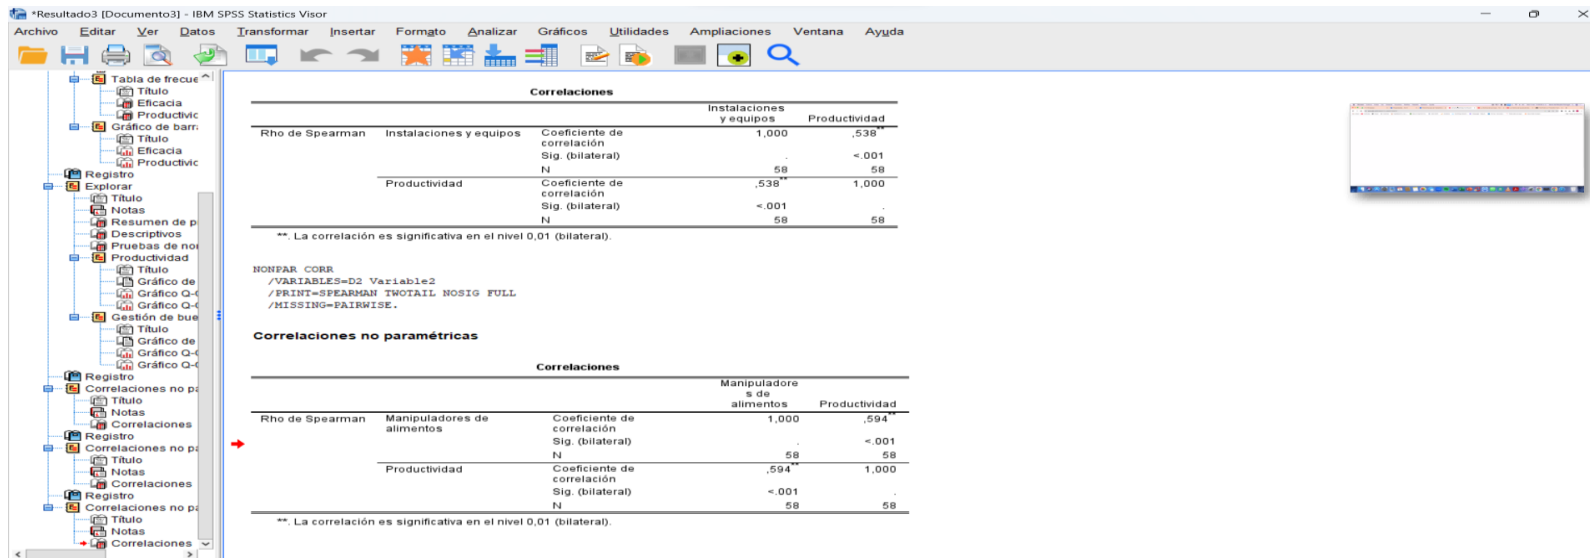 *Resultado3 [Documento3] - IBM SPSS Statistics Visor
Archivo Editar Ver Datos Transformar Insertar Formato Analizar Gráficos Utilidades Ampliaciones Ventana Ayuda
Tabla de frecue
Título
Eficacia
Productivic
Gráfico de barra
Título
Eficacia
Productivic
Registro
Explorar
Título
Notas
Resumen de p
Descriptivos
Pruebas de nor
Productividad
Título
Gráfico de
Gráfico Q-(
Gráfico Q-(
Gestión de bue
Título
Gráfico de
Gráfico Q-(
Gráfico Q-(
Registro
Correlaciones no pa
Título
Notas
Correlaciones
Registro
Correlaciones no pa
Título
Notas
Correlaciones
Registro
Correlaciones no pa
Título
Notas
Correlaciones
Correlaciones
Instalaciones
y equipos Productividad
Rho de Spearman Instalaciones y equipos Coeficiente de 1,000 ,538**
correlación
Sig. (bilateral) . <.001
N 58 58
Productividad Coeficiente de ,538** 1,000
correlación
Sig. (bilateral) <.001 .
N 58 58
**. La correlación es significativa en el nivel 0,01 (bilateral).
NONPAR CORR
/VARIABLES=D2 Variable2
/PRINT=SPEARMAN TWOTAIL NOSIG FULL
/MISSING=PAIRWISE.
Correlaciones no paramétricas
Correlaciones
Manipuladore
s de
alimentos Productividad
Rho de Spearman Manipuladores de Coeficiente de 1,000 ,594**
alimentos correlación
Sig. (bilateral) . <.001
N 58 58
Productividad Coeficiente de ,594** 1,000
correlación
Sig. (bilateral) <.001 .
N 58 58
**. La correlación es significativa en el nivel 0,01 (bilateral).